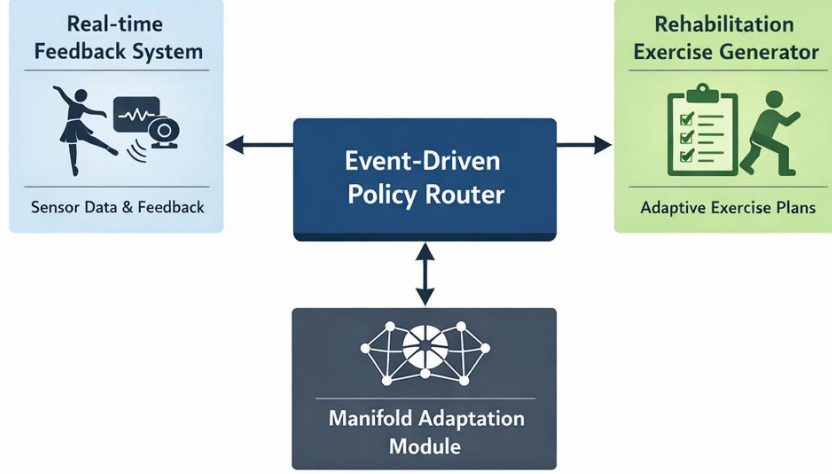 Real-time
Feedback System
Sensor Data & Feedback
Event-Driven
Policy Router
Rehabilitation
Exercise Generator
Adaptive Exercise Plans
Manifold Adaptation
Module